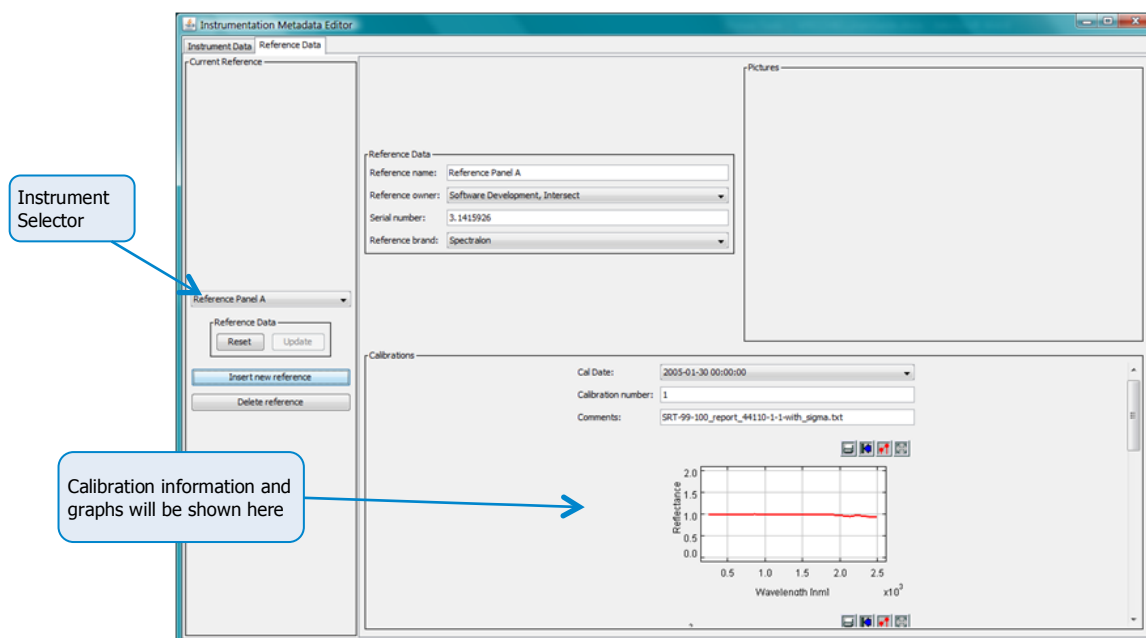 Instrumentation Metadata Editor
Instrument Data
Reference Data
Current Reference
Pictures
Reference Data
Reference name:
Reference Panel A
Reference owner:
Software Development, Intersect
Serial number:
3.1415926
Reference brand:
Spectralon
Instrument
Selector
Reference Panel A
Reference Data
Reset
Update
Insert new reference
Delete reference
Calibrations
Cal Date:
2005-01-30 00:00:00
Calibration number:
1
Comments:
SRT-99-100_report_44110-1-1-with_sigma.txt
Calibration information and
graphs will be shown here
Reflectance
2.0
1.5
1.0
0.5
0.0
0.5 1.0 1.5 2.0 2.5
Wavelength [nm]
x10³